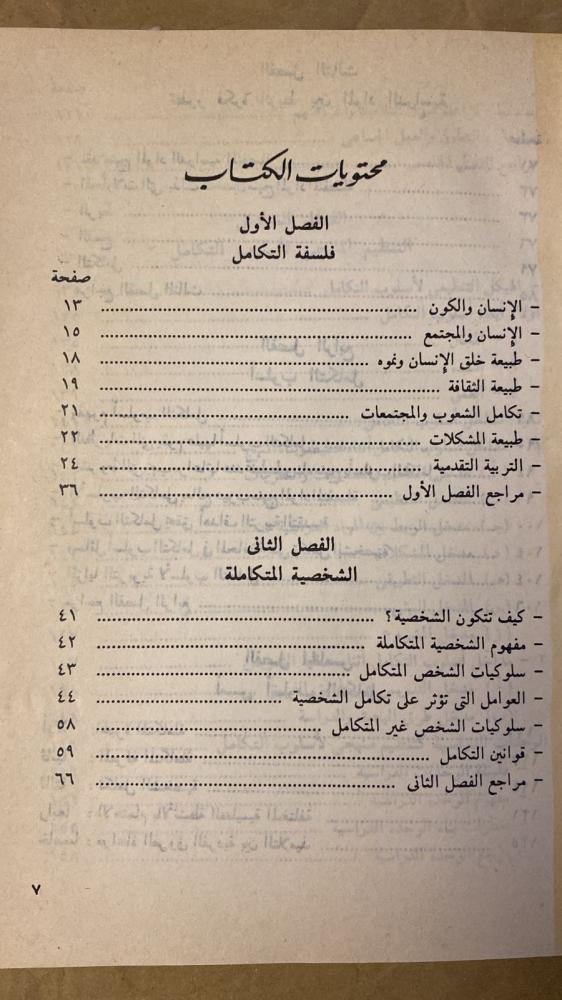 محتويات الكتاب
الفصل الأول
فلسفة التكامل
صفحة
– الإنسان والكون ........................ ١٣
– الإنسان والمجتمع ........................ ١٥
– طبيعة خلق الإنسان ونموه ........................ ١٨
– طبيعة الثقافة ........................ ١٩
– تكامل الشعوب والمجتمعات ........................ ٢١
– طبيعة المشكلات ........................ ٢٢
– التربية التقدمية ........................ ٢٤
– مراجع الفصل الأول ........................ ٣٦
الفصل الثانى
الشخصية المتكاملة
– كيف تتكون الشخصية؟ ........................ ٤١
– مفهوم الشخصية المتكاملة ........................ ٤٢
– سلوكيات الشخص المتكامل ........................ ٤٣
– العوامل التى تؤثر على تكامل الشخصية ........................ ٤٤
– سلوكيات الشخص غير المتكامل ........................ ٥٨
– قوانين التكامل ........................ ٥٩
– مراجع الفصل الثانى ........................ ٦٦
٧